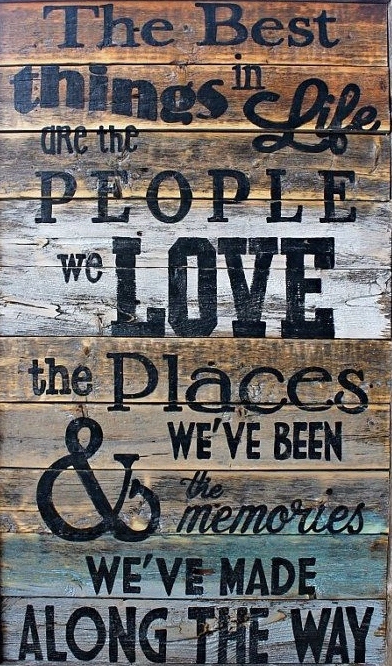 The Best
things in Life
are the
PEOPLE
we LOVE
the Places
WE'VE BEEN
& the
memories
WE'VE MADE
ALONG THE WAY